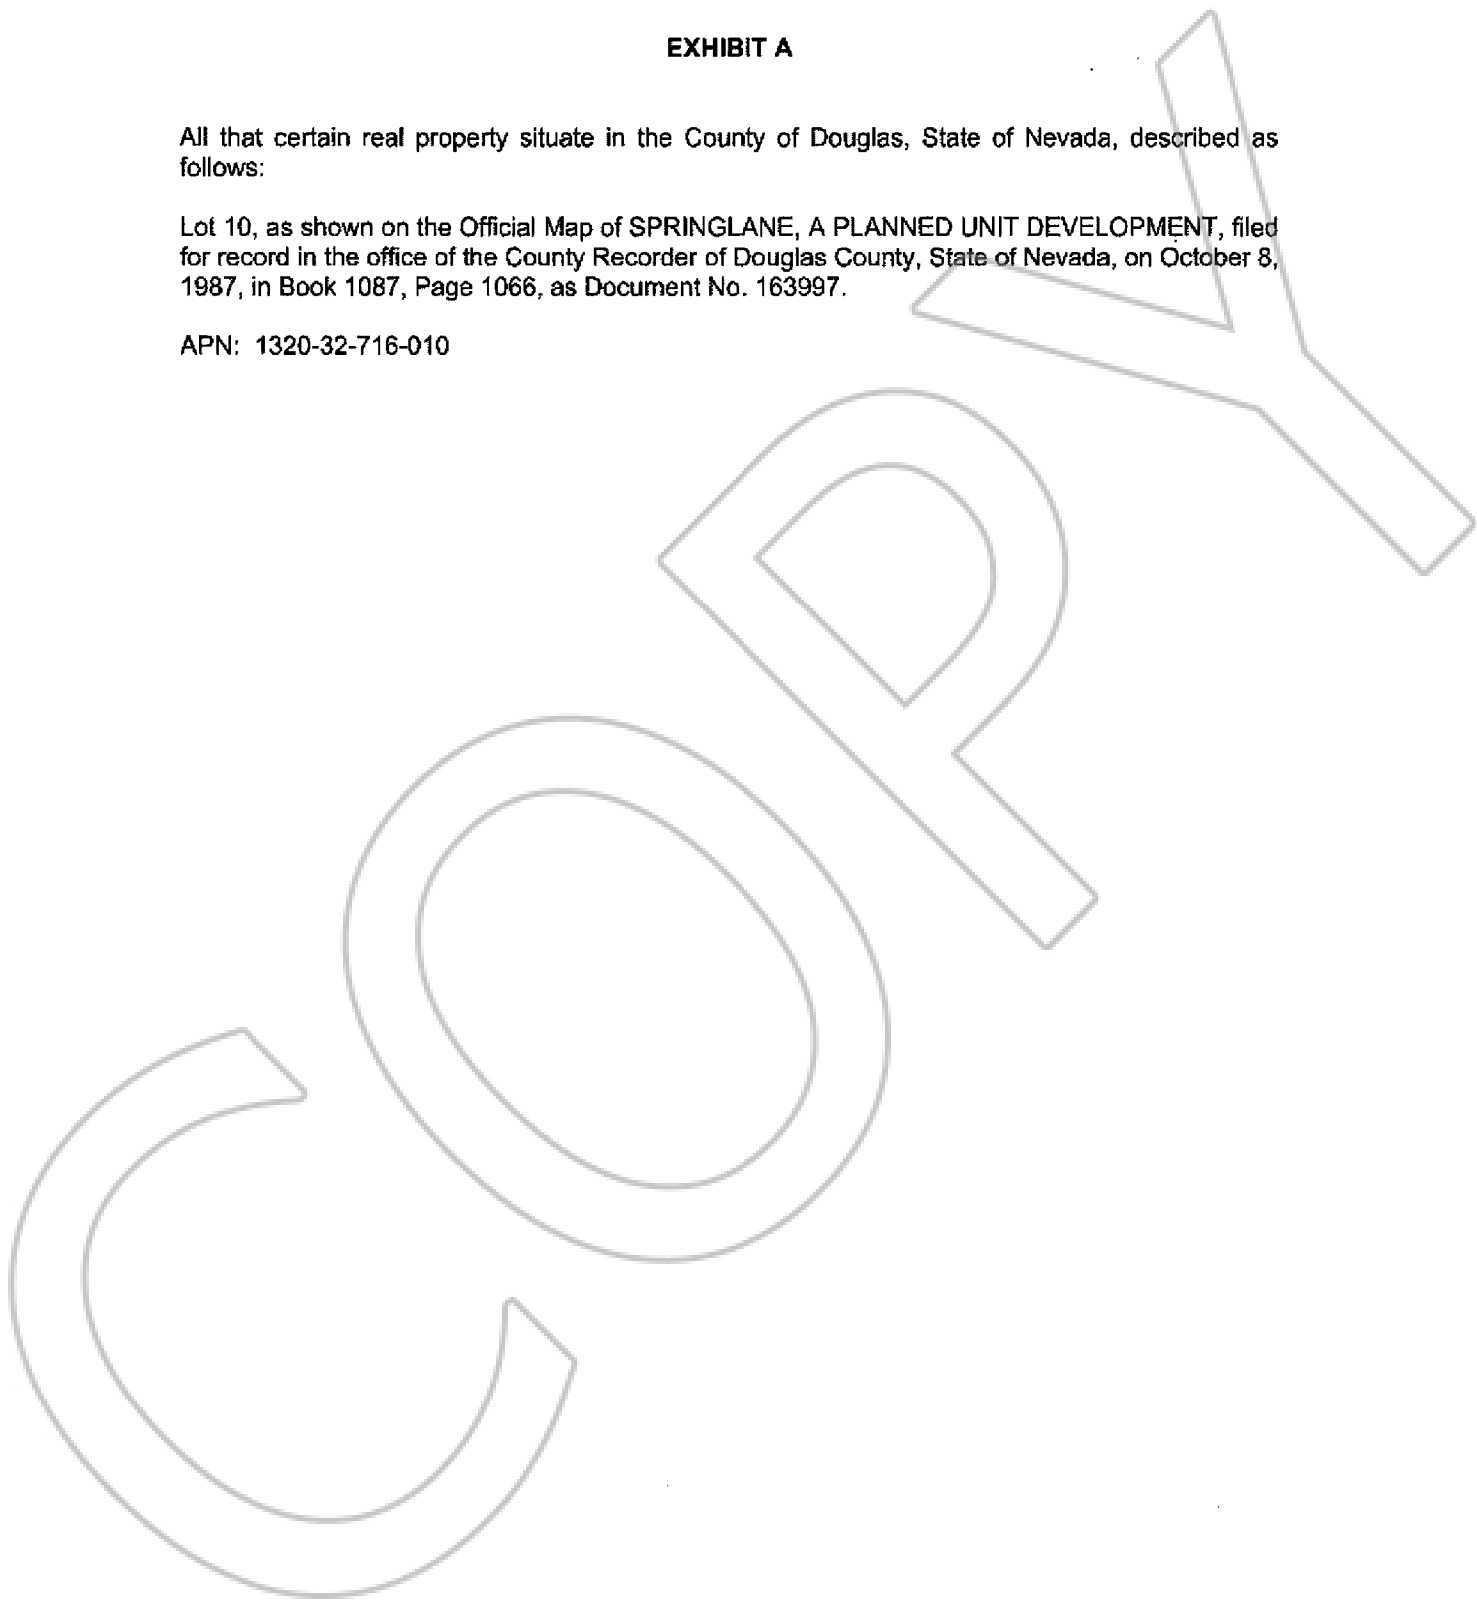 EXHIBIT A
All that certain real property situate in the County of Douglas, State of Nevada, described as
follows:
Lot 10, as shown on the Official Map of SPRINGLANE, A PLANNED UNIT DEVELOPMENT, filed
for record in the office of the County Recorder of Douglas County, State of Nevada, on October 8,
1987, in Book 1087, Page 1066, as Document No. 163997.
APN: 1320-32-716-010
COPY